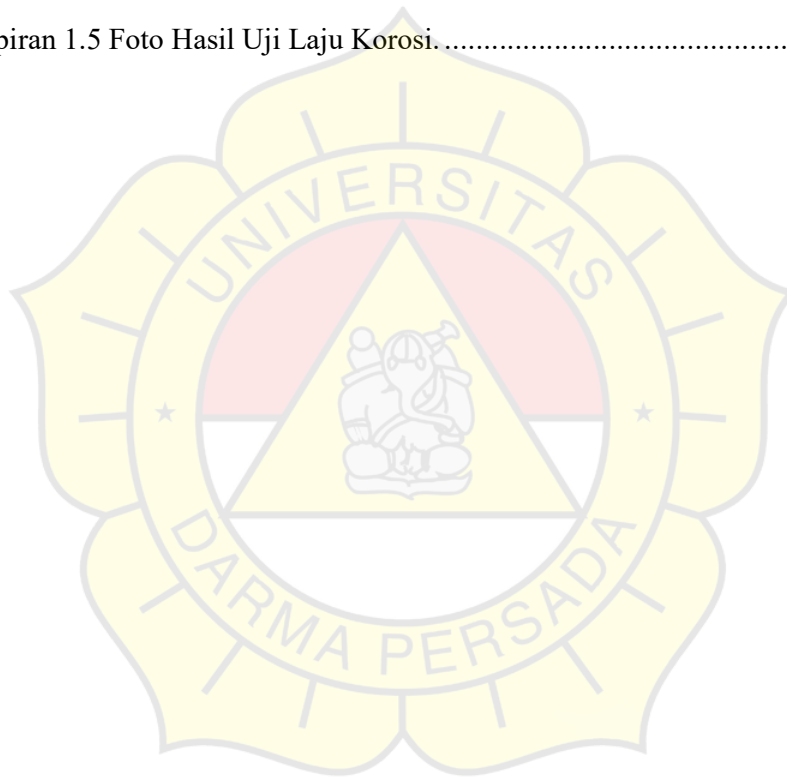 piran 1.5 Foto Hasil Uji Laju Korosi. ............................................
UNIVERSITAS
DARMA PERSADA